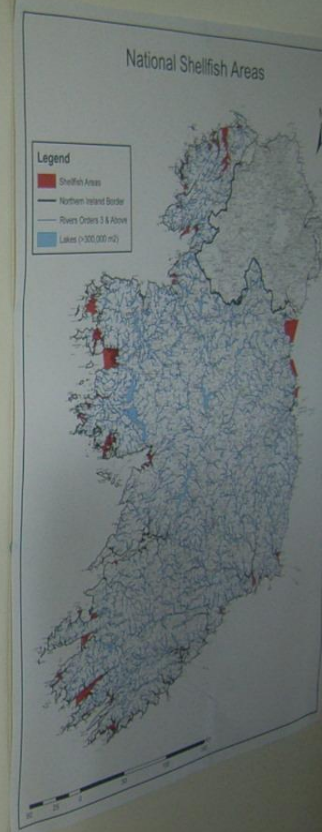 National Shellfish Areas
Legend
Shellfish Areas
Northern Ireland Border
Rivers Orders 3 & Above
Lakes (>300,000 m2)